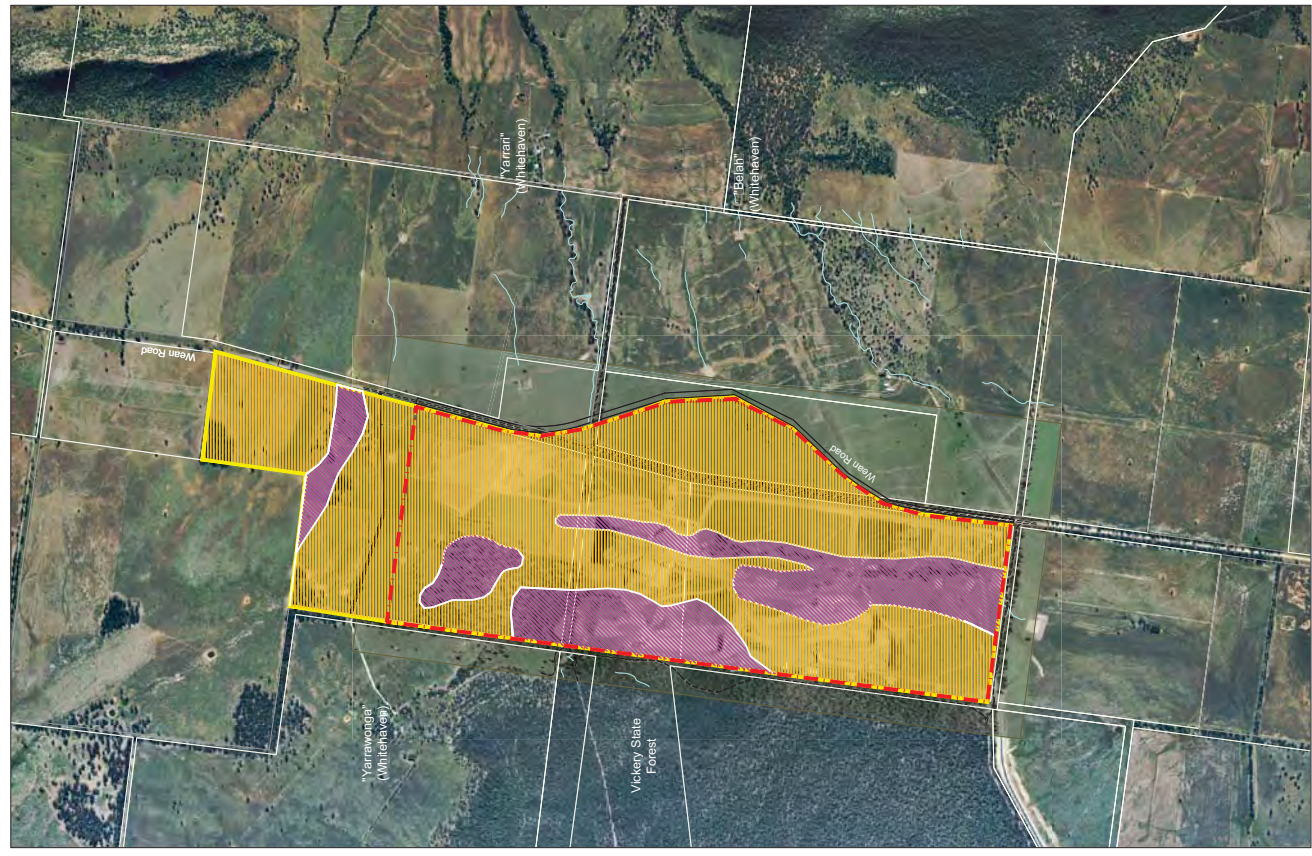 "Yarrari"
(Whitehaven)
"Belah"
(Whitehaven)
Wean Road
Wean Road
"Yarrawonga"
(Whitehaven)
Vickery State
Forest